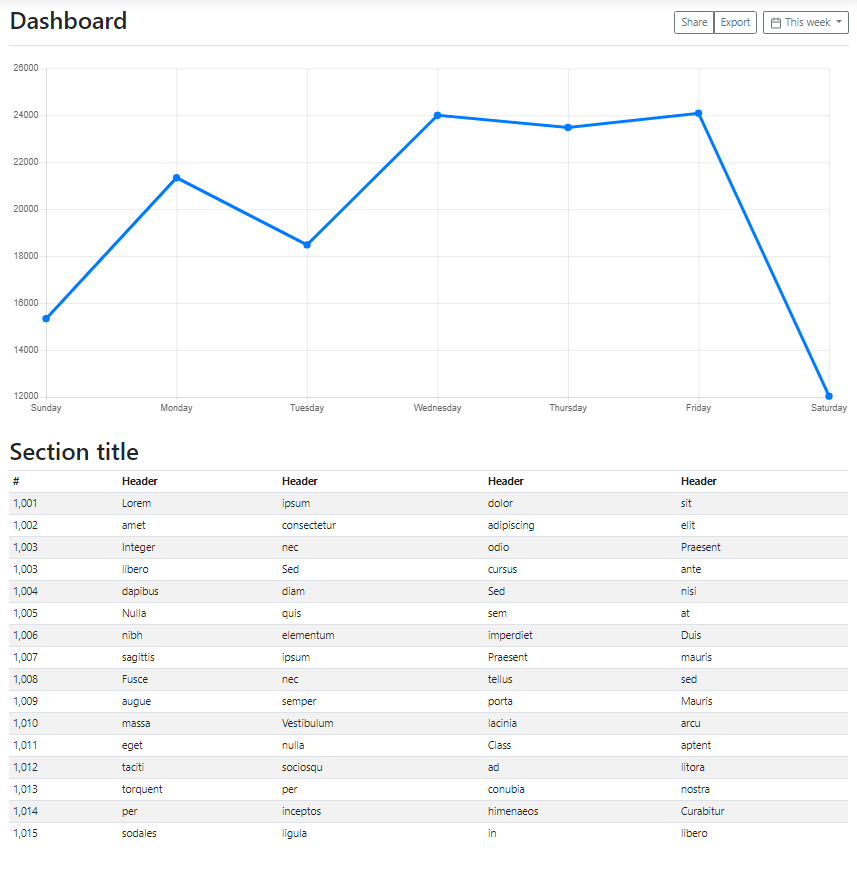 Dashboard
Share Export This week
26000
24000
22000
20000
18000
16000
14000
12000
Sunday Monday Tuesday Wednesday Thursday Friday Saturday
Section title
# Header Header Header Header
1,001 Lorem ipsum dolor sit
1,002 amet consectetur adipiscing elit
1,003 Integer nec odio Praesent
1,003 libero Sed cursus ante
1,004 dapibus diam Sed nisi
1,005 Nulla quis sem at
1,006 nibh elementum imperdiet Duis
1,007 sagittis ipsum Praesent mauris
1,008 Fusce nec tellus sed
1,009 augue semper porta Mauris
1,010 massa Vestibulum lacinia arcu
1,011 eget nulla Class aptent
1,012 taciti sociosqu ad litora
1,013 torquent per conubia nostra
1,014 per inceptos himenaeos Curabitur
1,015 sodales ligula in libero